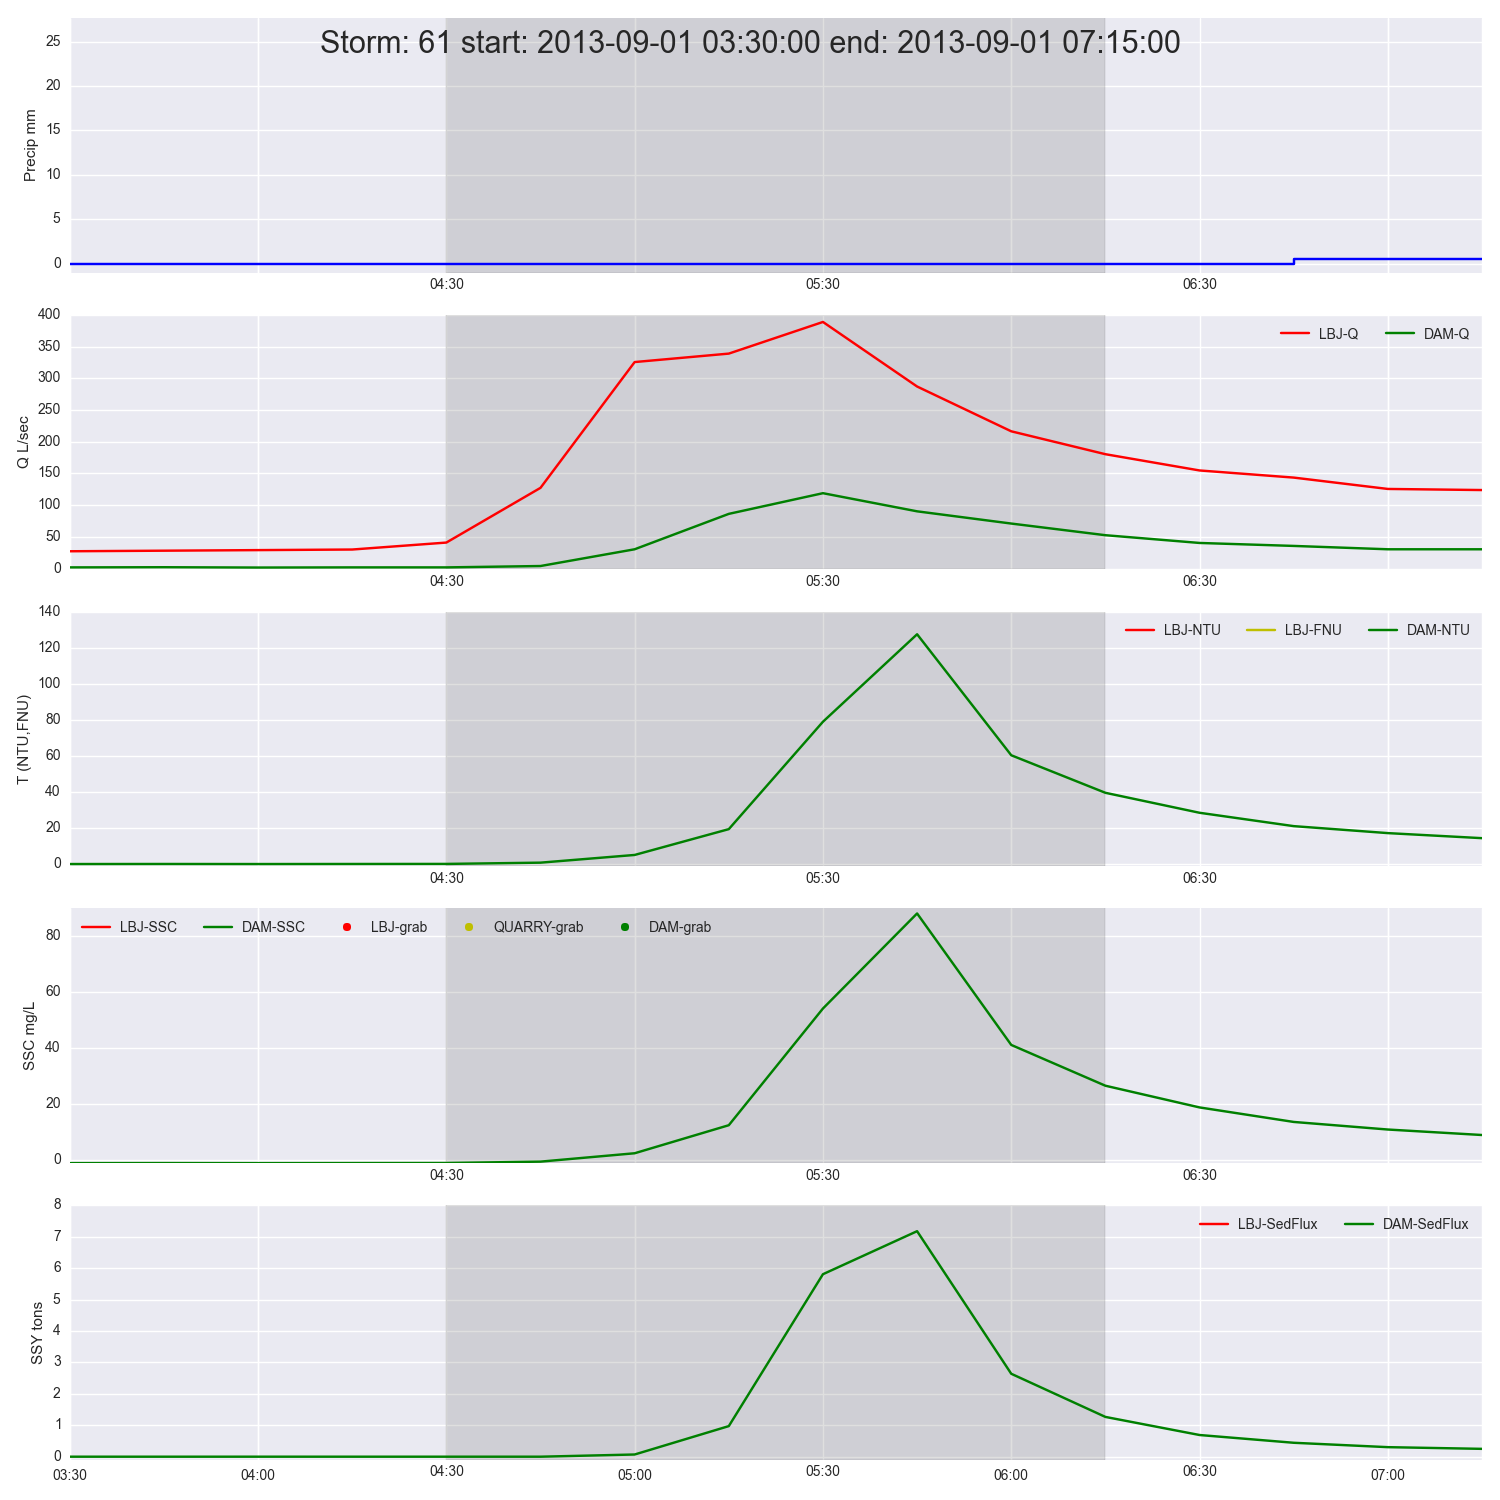 Storm: 61 start: 2013-09-01 03:30:00 end: 2013-09-01 07:15:00
Precip mm
25
20
15
10
5
0
04:30 05:30 06:30
Q L/sec
400
350
300
250
200
150
100
50
0
LBJ-Q DAM-Q
04:30 05:30 06:30
T (NTU,FNU)
140
120
100
80
60
40
20
0
LBJ-NTU LBJ-FNU DAM-NTU
04:30 05:30 06:30
SSC mg/L
80
60
40
20
0
LBJ-SSC DAM-SSC LBJ-grab QUARRY-grab DAM-grab
04:30 05:30 06:30
SSY tons
8
7
6
5
4
3
2
1
0
LBJ-SedFlux DAM-SedFlux
03:30 04:00 04:30 05:00 05:30 06:00 06:30 07:00